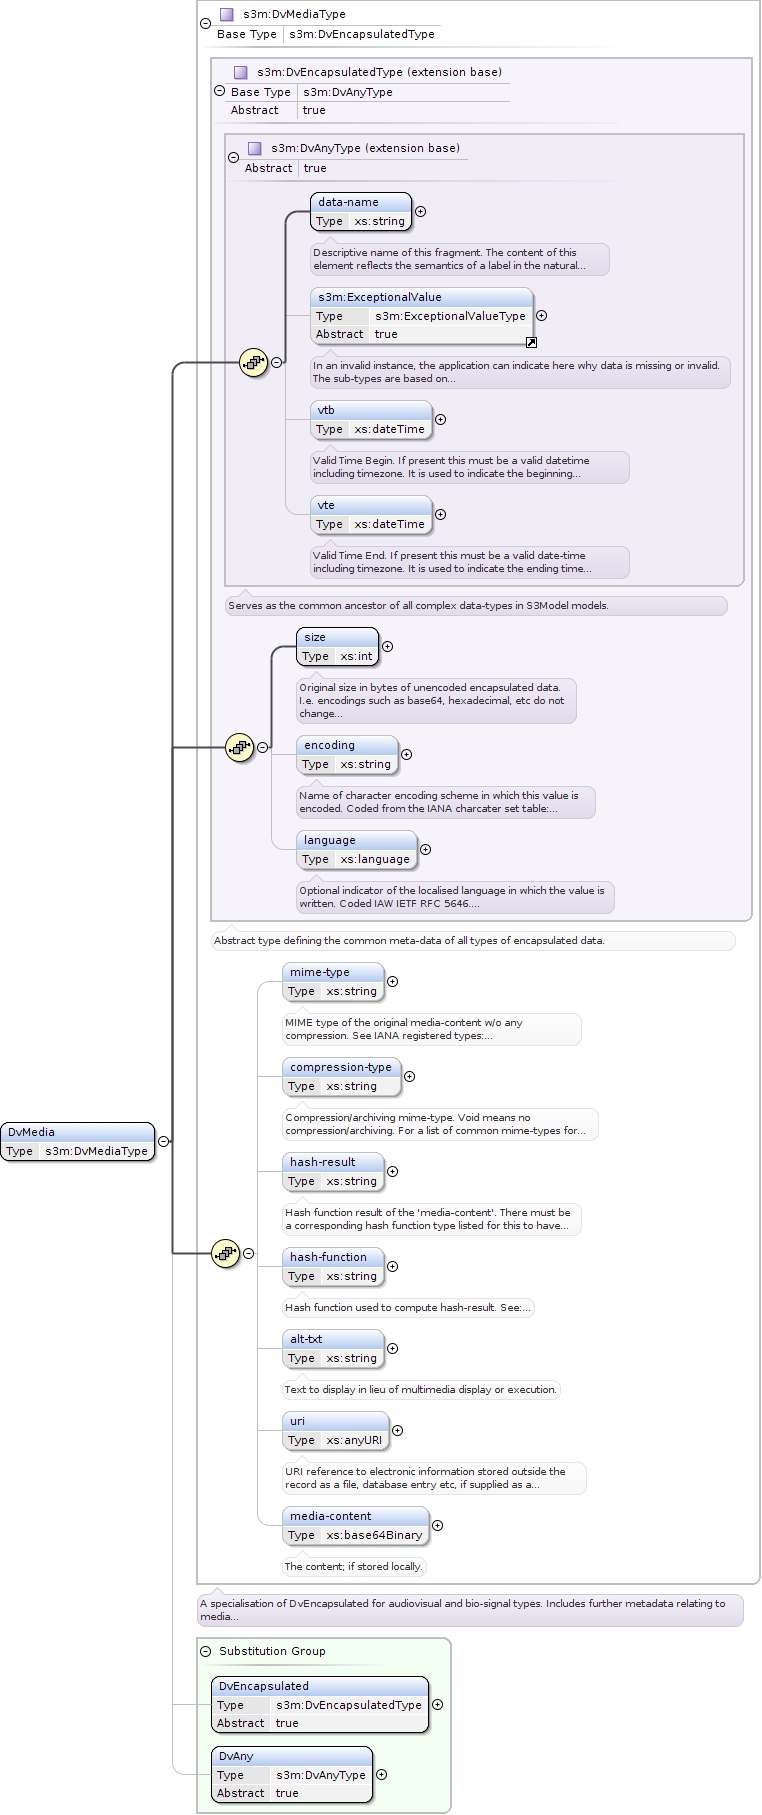 s3m:DvMediaType
Base Type s3m:DvEncapsulatedType
s3m:DvEncapsulatedType (extension base)
Base Type s3m:DvAnyType
Abstract true
s3m:DvAnyType (extension base)
Abstract true
data-name
Type xs:string
Descriptive name of this fragment. The content of this
element reflects the semantics of a label in the natural...
s3m:ExceptionalValue
Type s3m:ExceptionalValueType
Abstract true
In an invalid instance, the application can indicate here why data is missing or invalid.
The sub-types are based on...
vtb
Type xs:dateTime
Valid Time Begin. If present this must be a valid datetime
including timezone. It is used to indicate the beginning...
vte
Type xs:dateTime
Valid Time End. If present this must be a valid date-time
including timezone. It is used to indicate the ending time...
Serves as the common ancestor of all complex data-types in S3Model models.
size
Type xs:int
Original size in bytes of unencoded encapsulated data.
I.e. encodings such as base64, hexadecimal, etc do not
change...
encoding
Type xs:string
Name of character encoding scheme in which this value is
encoded. Coded from the IANA charcater set table:...
language
Type xs:language
Optional indicator of the localised language in which the value is
written. Coded IAW IETF RFC 5646....
Abstract type defining the common meta-data of all types of encapsulated data.
mime-type
Type xs:string
MIME type of the original media-content w/o any
compression. See IANA registered types:...
compression-type
Type xs:string
Compression/archiving mime-type. Void means no
compression/archiving. For a list of common mime-types for...
DvMedia
Type s3m:DvMediaType
hash-result
Type xs:string
Hash function result of the 'media-content'. There must be
a corresponding hash function type listed for this to have...
hash-function
Type xs:string
Hash function used to compute hash-result. See:...
alt-txt
Type xs:string
Text to display in lieu of multimedia display or execution.
uri
Type xs:anyURI
URI reference to electronic information stored outside the
record as a file, database entry etc, if supplied as a...
media-content
Type xs:base64Binary
The content; if stored locally.
A specialisation of DvEncapsulated for audiovisual and bio-signal types. Includes further metadata relating to
media...
Substitution Group
DvEncapsulated
Type s3m:DvEncapsulatedType
Abstract true
DvAny
Type s3m:DvAnyType
Abstract true